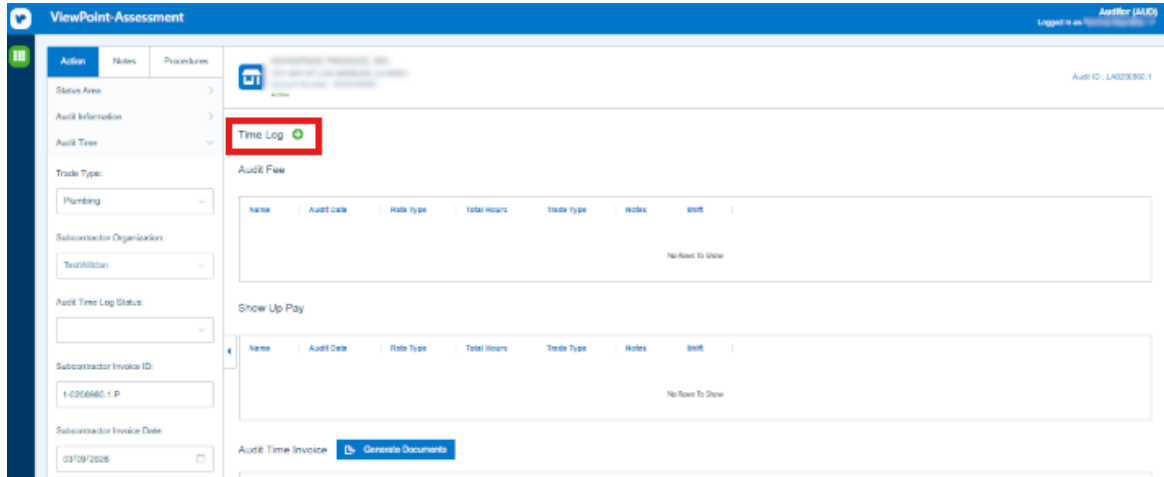 ViewPoint-Assessment
Auditor (AUD)
Logged in as
Action Notes Procedures
Status Area
Audit Information
Audit Time
Trade Type:
Plumbing
Subcontractor Organization:
TestWilldan
Audit Time Log Status:
Subcontractor Invoice ID:
1-0206960.1.P
Subcontractor Invoice Date:
03/09/2026
Active
Audit ID : LA0206960.1
Time Log
Audit Fee
Name Audit Date Rate Type Total Hours Trade Type Notes Shift
No Rows To Show
Show Up Pay
Name Audit Date Rate Type Total Hours Trade Type Notes Shift
No Rows To Show
Audit Time Invoice Generate Documents